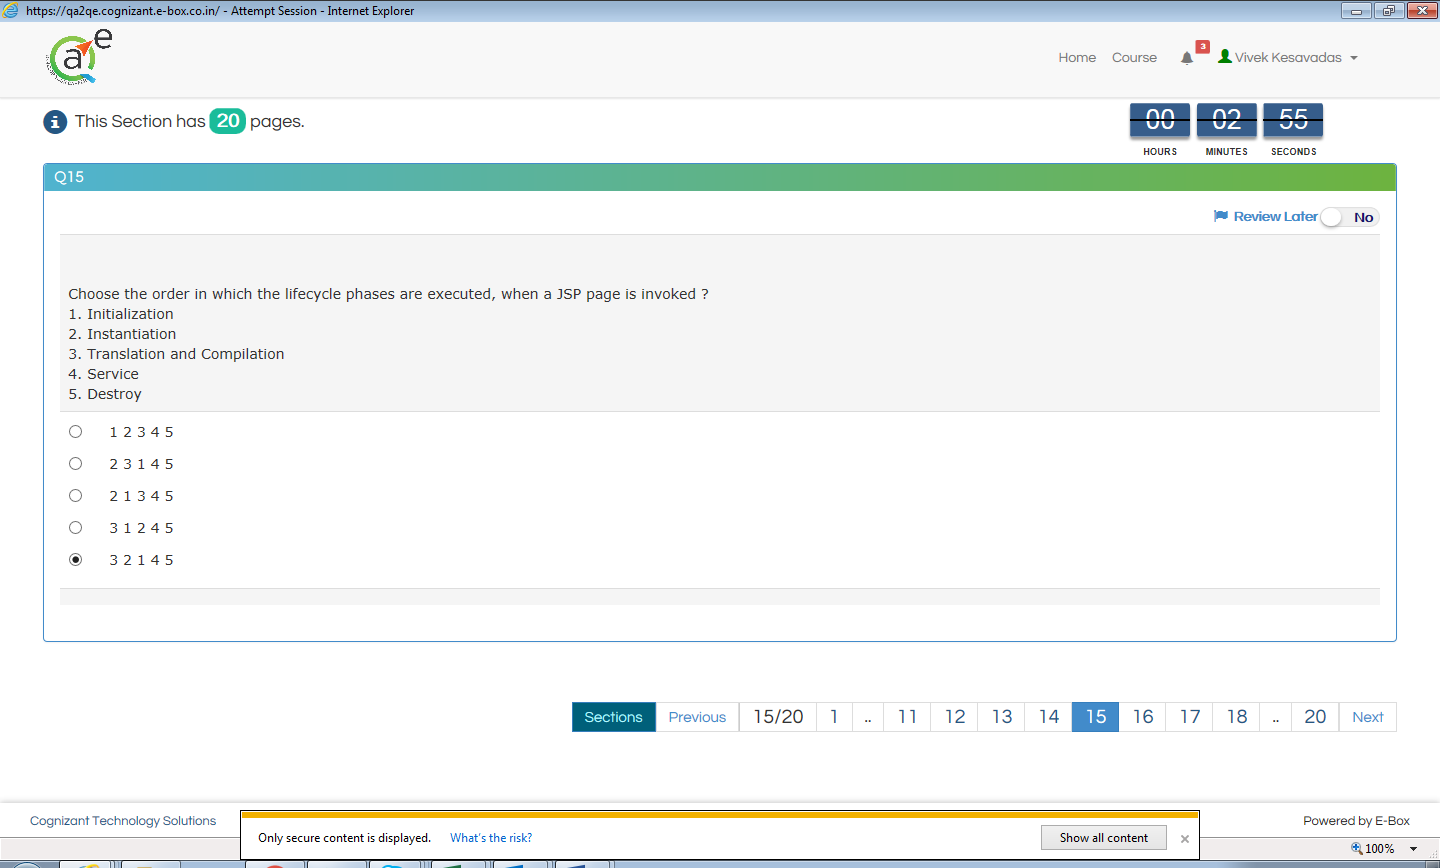 https://qa2qe.cognizant.e-box.co.in/ - Attempt Session - Internet Explorer
a e
Home Course 3 Vivek Kesavadas
i This Section has 20 pages.
00 02 55
HOURS MINUTES SECONDS
Q15
Review Later No
Choose the order in which the lifecycle phases are executed, when a JSP page is invoked ?
1. Initialization
2. Instantiation
3. Translation and Compilation
4. Service
5. Destroy
1 2 3 4 5
2 3 1 4 5
2 1 3 4 5
3 1 2 4 5
3 2 1 4 5
Sections Previous 15/20 1 .. 11 12 13 14 15 16 17 18 .. 20 Next
Cognizant Technology Solutions
Powered by E-Box
Only secure content is displayed. What's the risk? Show all content ×
100%